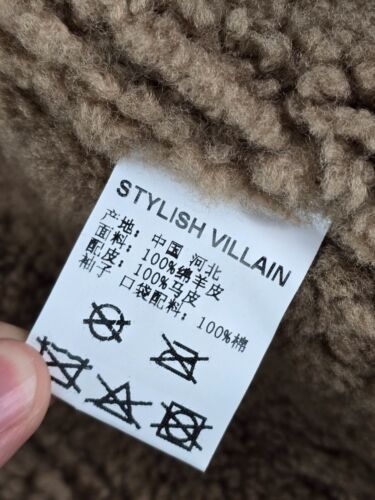 STYLISH VILLAIN
产地: 中国 河北
面料: 100%绵羊皮
配皮: 100%马皮
袖子 口袋配料: 100%棉